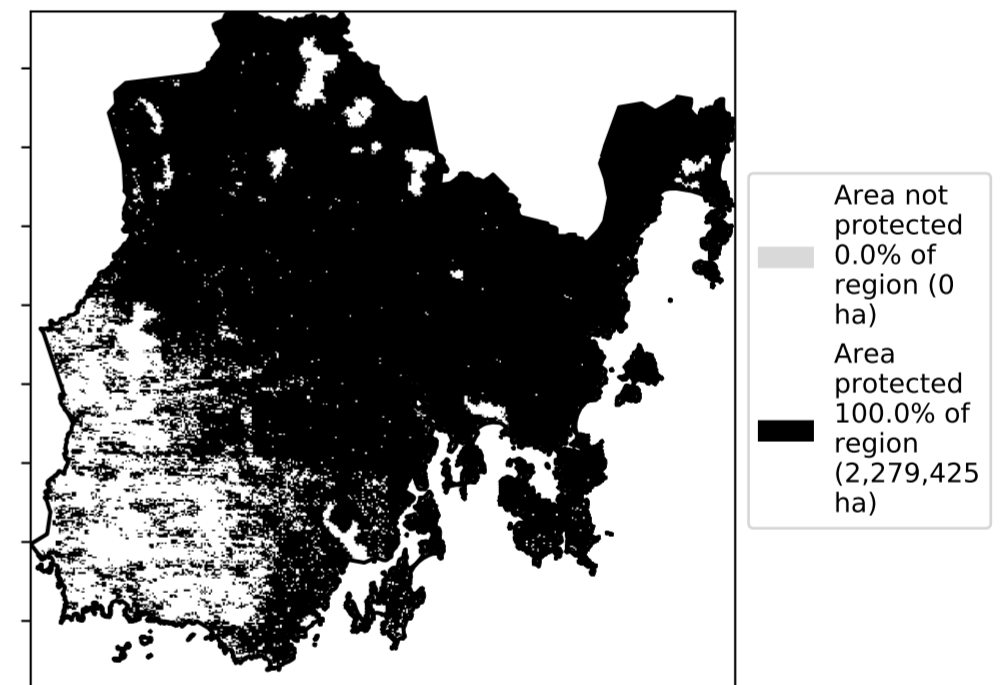 Area not
protected
0.0% of
region (0
ha)
Area
protected
100.0% of
region
(2,279,425
ha)